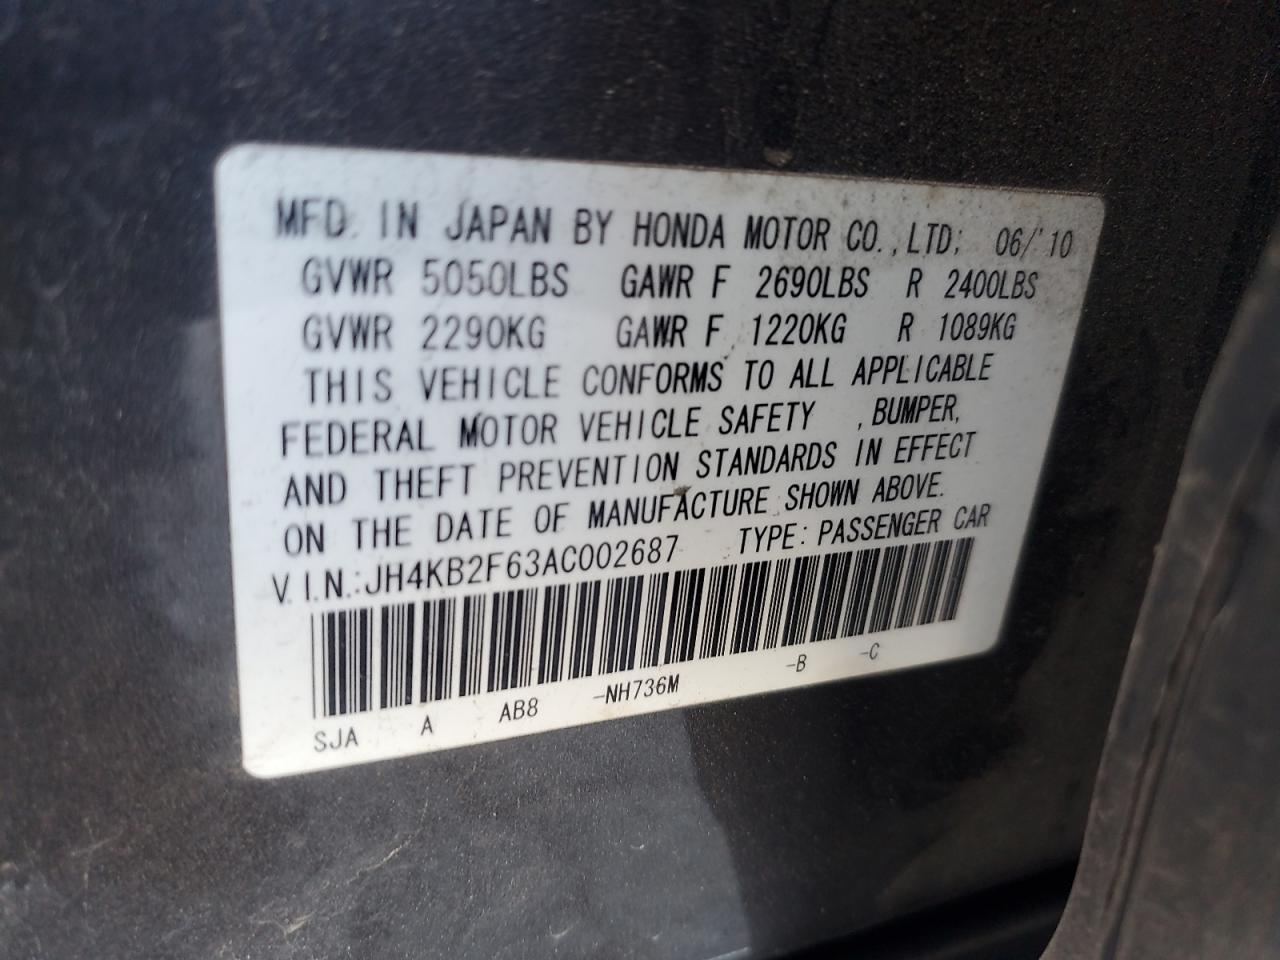 MFD. IN JAPAN BY HONDA MOTOR CO.,LTD; 06/'10
GVWR 5050LBS GAWR F 2690LBS R 2400LBS
GVWR 2290KG GAWR F 1220KG R 1089KG
THIS VEHICLE CONFORMS TO ALL APPLICABLE
FEDERAL MOTOR VEHICLE SAFETY , BUMPER,
AND THEFT PREVENTION STANDARDS IN EFFECT
ON THE DATE OF MANUFACTURE SHOWN ABOVE.
V.I.N.:JH4KB2F63AC002687 TYPE: PASSENGER CAR
SJA A AB8 -NH736M -B -C